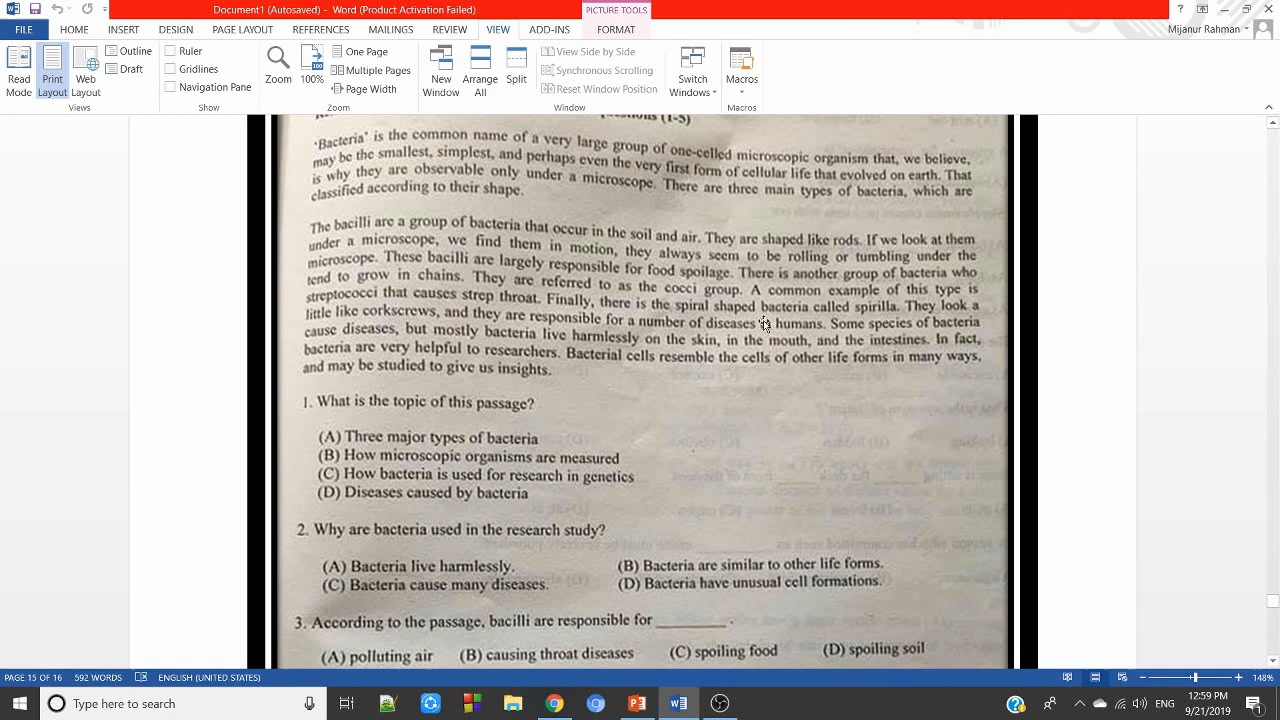 Document1 (Autosaved) - Word (Product Activation Failed)
PICTURE TOOLS
FILE HOME INSERT DESIGN PAGE LAYOUT REFERENCES MAILINGS REVIEW VIEW ADD-INS FORMAT
Mijanur Rahman
Read Mode
Print Layout
Web Layout
Outline
Draft
Views
Ruler
Gridlines
Navigation Pane
Show
Zoom
100%
One Page
Multiple Pages
Page Width
Zoom
New Window
Arrange All
Split
View Side by Side
Synchronous Scrolling
Reset Window Position
Window
Switch Windows
Macros
Macros
(1-5)
'Bacteria' is the common name of a very large group of one-celled microscopic organism that, we believe,
may be the smallest, simplest, and perhaps even the very first form of cellular life that evolved on earth. That
is why they are observable only under a microscope. There are three main types of bacteria, which are
classified according to their shape.
The bacilli are a group of bacteria that occur in the soil and air. They are shaped like rods. If we look at them
under a microscope, we find them in motion, they always seem to be rolling or tumbling under the
microscope. These bacilli are largely responsible for food spoilage. There is another group of bacteria who
tend to grow in chains. They are referred to as the cocci group. A common example of this type is
streptococci that causes strep throat. Finally, there is the spiral shaped bacteria called spirilla. They look a
little like corkscrews, and they are responsible for a number of diseases in humans. Some species of bacteria
cause diseases, but mostly bacteria live harmlessly on the skin, in the mouth, and the intestines. In fact,
bacteria are very helpful to researchers. Bacterial cells resemble the cells of other life forms in many ways,
and may be studied to give us insights.
1. What is the topic of this passage?
(A) Three major types of bacteria
(B) How microscopic organisms are measured
(C) How bacteria is used for research in genetics
(D) Diseases caused by bacteria
2. Why are bacteria used in the research study?
(A) Bacteria live harmlessly. (B) Bacteria are similar to other life forms.
(C) Bacteria cause many diseases. (D) Bacteria have unusual cell formations.
3. According to the passage, bacilli are responsible for ________ .
(A) polluting air (B) causing throat diseases (C) spoiling food (D) spoiling soil
PAGE 15 OF 16 592 WORDS ENGLISH (UNITED STATES) 148%
Type here to search
12:59 PM
9/21/2019